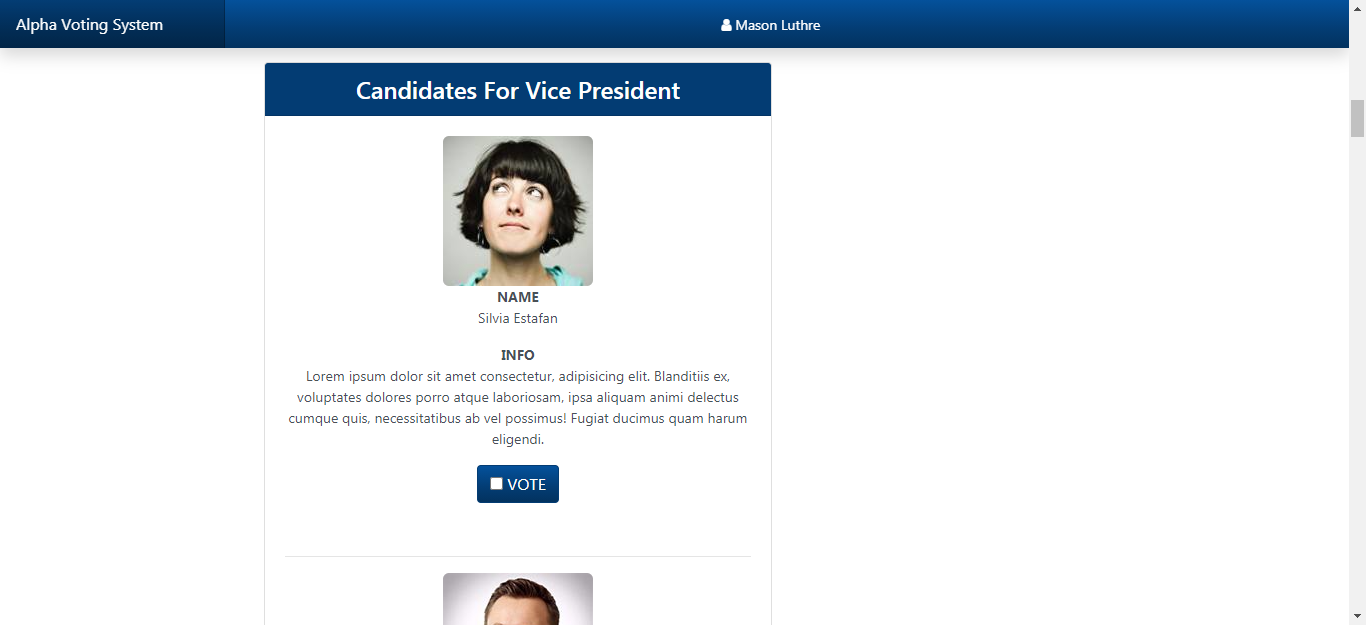 Alpha Voting System
Mason Luthre
Candidates For Vice President
NAME
Silvia Estafan
INFO
Lorem ipsum dolor sit amet consectetur, adipisicing elit. Blanditiis ex,
voluptates dolores porro atque laboriosam, ipsa aliquam animi delectus
cumque quis, necessitatibus ab vel possimus! Fugiat ducimus quam harum
eligendi.
VOTE